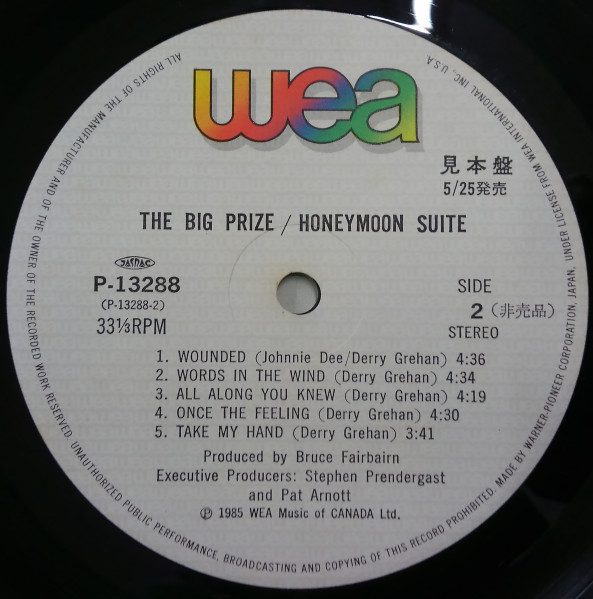 wea
見本盤
5/25発売
THE BIG PRIZE / HONEYMOON SUITE
JASRAC
P-13288
(P-13288-2)
33⅓RPM
SIDE
2 (非売品)
STEREO
1. WOUNDED (Johnnie Dee/Derry Grehan) 4:36
2. WORDS IN THE WIND (Derry Grehan) 4:34
3. ALL ALONG YOU KNEW (Derry Grehan) 4:19
4. ONCE THE FEELING (Derry Grehan) 4:30
5. TAKE MY HAND (Derry Grehan) 3:41
Produced by Bruce Fairbairn
Executive Producers: Stephen Prendergast
and Pat Arnott
℗ 1985 WEA Music of CANADA Ltd.
ALL RIGHTS OF THE MANUFACTURER AND OF THE OWNER OF THE RECORDED WORK RESERVED. UNAUTHORIZED PUBLIC PERFORMANCE, BROADCASTING AND COPYING OF THIS RECORD PROHIBITED. MADE BY WARNER-PIONEER CORPORATION, JAPAN, UNDER LICENSE FROM WEA INTERNATIONAL INC., U.S.A.